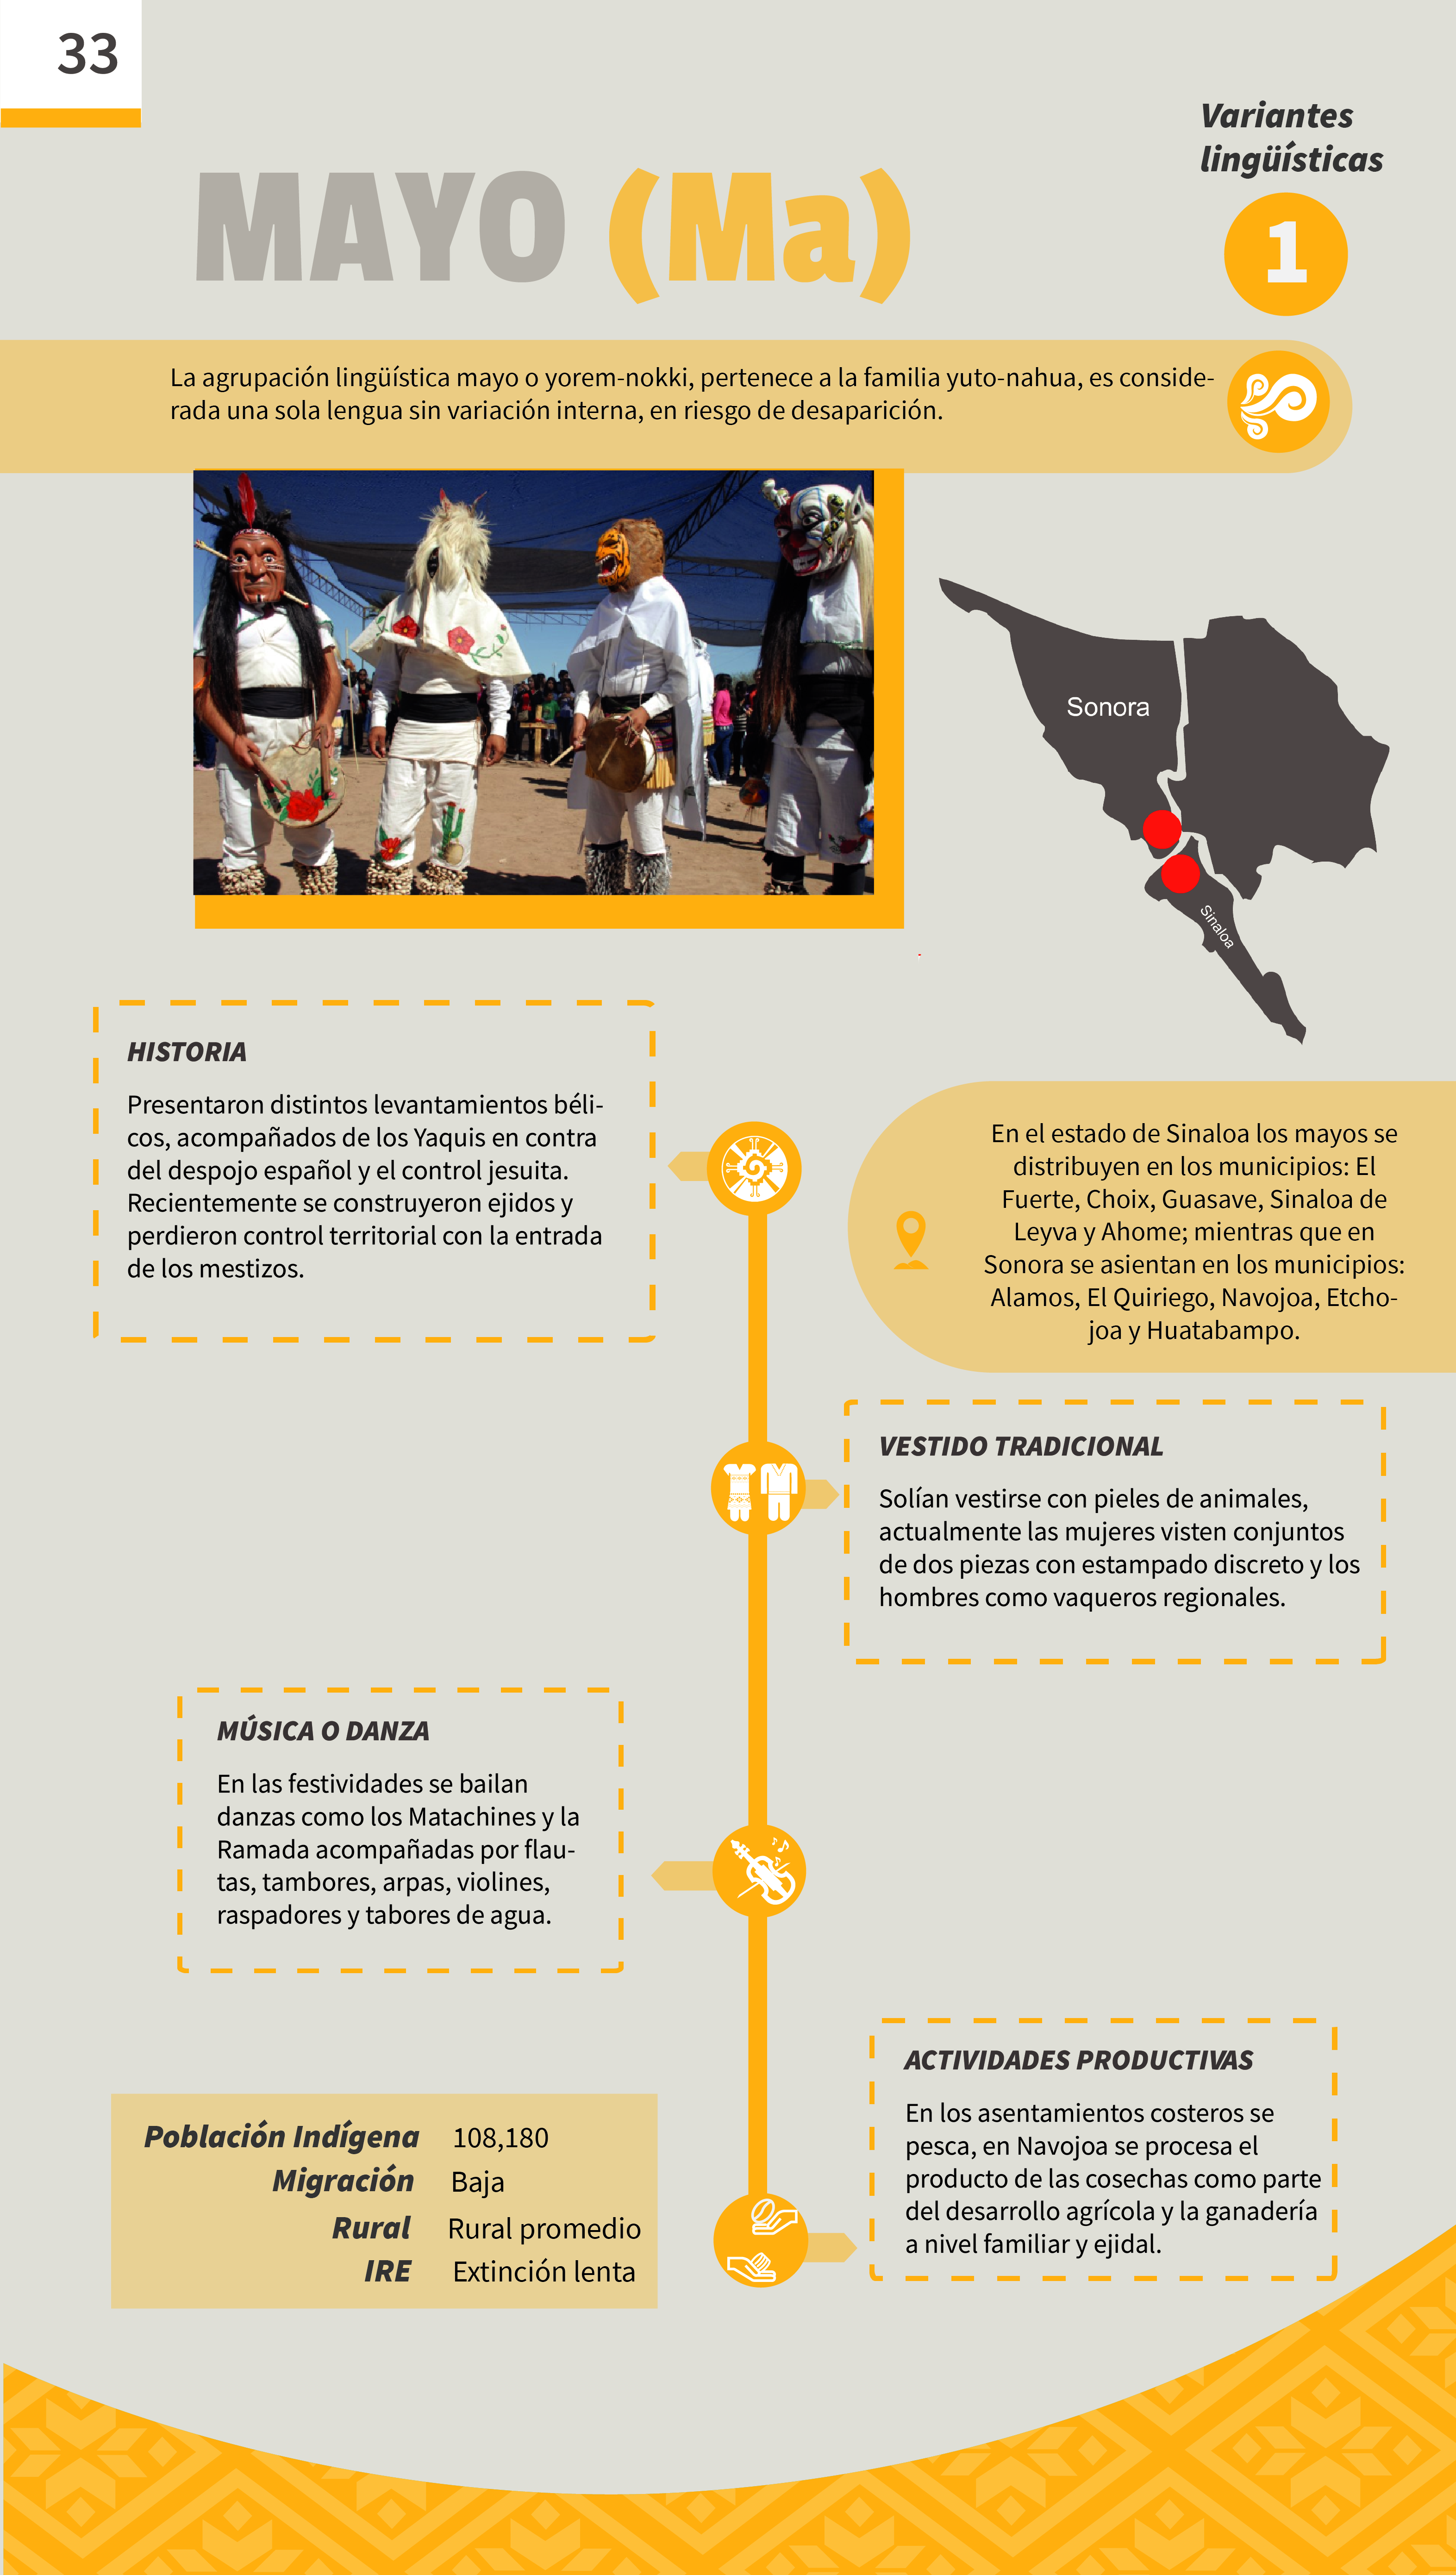 33
Variantes
lingüísticas
1
MAYO (Ma)
La agrupación lingüística mayo o yorem-nokki, pertenece a la familia yuto-nahua, es conside-
rada una sola lengua sin variación interna, en riesgo de desaparición.
Sonora
Sinaloa
HISTORIA
Presentaron distintos levantamientos béli-
cos, acompañados de los Yaquis en contra
del despojo español y el control jesuita.
Recientemente se construyeron ejidos y
perdieron control territorial con la entrada
de los mestizos.
En el estado de Sinaloa los mayos se
distribuyen en los municipios: El
Fuerte, Choix, Guasave, Sinaloa de
Leyva y Ahome; mientras que en
Sonora se asientan en los municipios:
Alamos, El Quiriego, Navojoa, Etcho-
joa y Huatabampo.
VESTIDO TRADICIONAL
Solían vestirse con pieles de animales,
actualmente las mujeres visten conjuntos
de dos piezas con estampado discreto y los
hombres como vaqueros regionales.
MÚSICA O DANZA
En las festividades se bailan
danzas como los Matachines y la
Ramada acompañadas por flau-
tas, tambores, arpas, violines,
raspadores y tabores de agua.
ACTIVIDADES PRODUCTIVAS
En los asentamientos costeros se
pesca, en Navojoa se procesa el
producto de las cosechas como parte
del desarrollo agrícola y la ganadería
a nivel familiar y ejidal.
Población Indígena 108,180
Migración Baja
Rural Rural promedio
IRE Extinción lenta